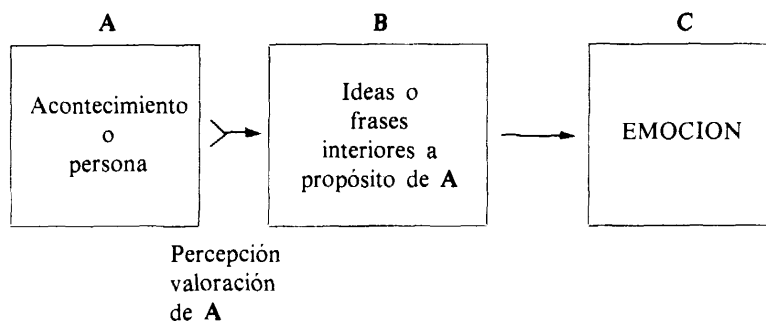 A
B
C
Acontecimiento
o
persona
Ideas o
frases
interiores a
propósito de A
EMOCION
Percepción
valoración
de A